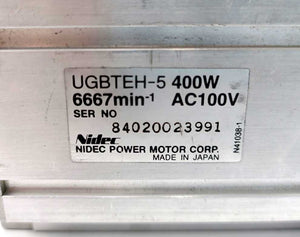 UGBTEH-5 400W
6667min-1 AC100V
SER NO
84020023991
Nidec
NIDEC POWER MOTOR CORP.
MADE IN JAPAN
N41038-1